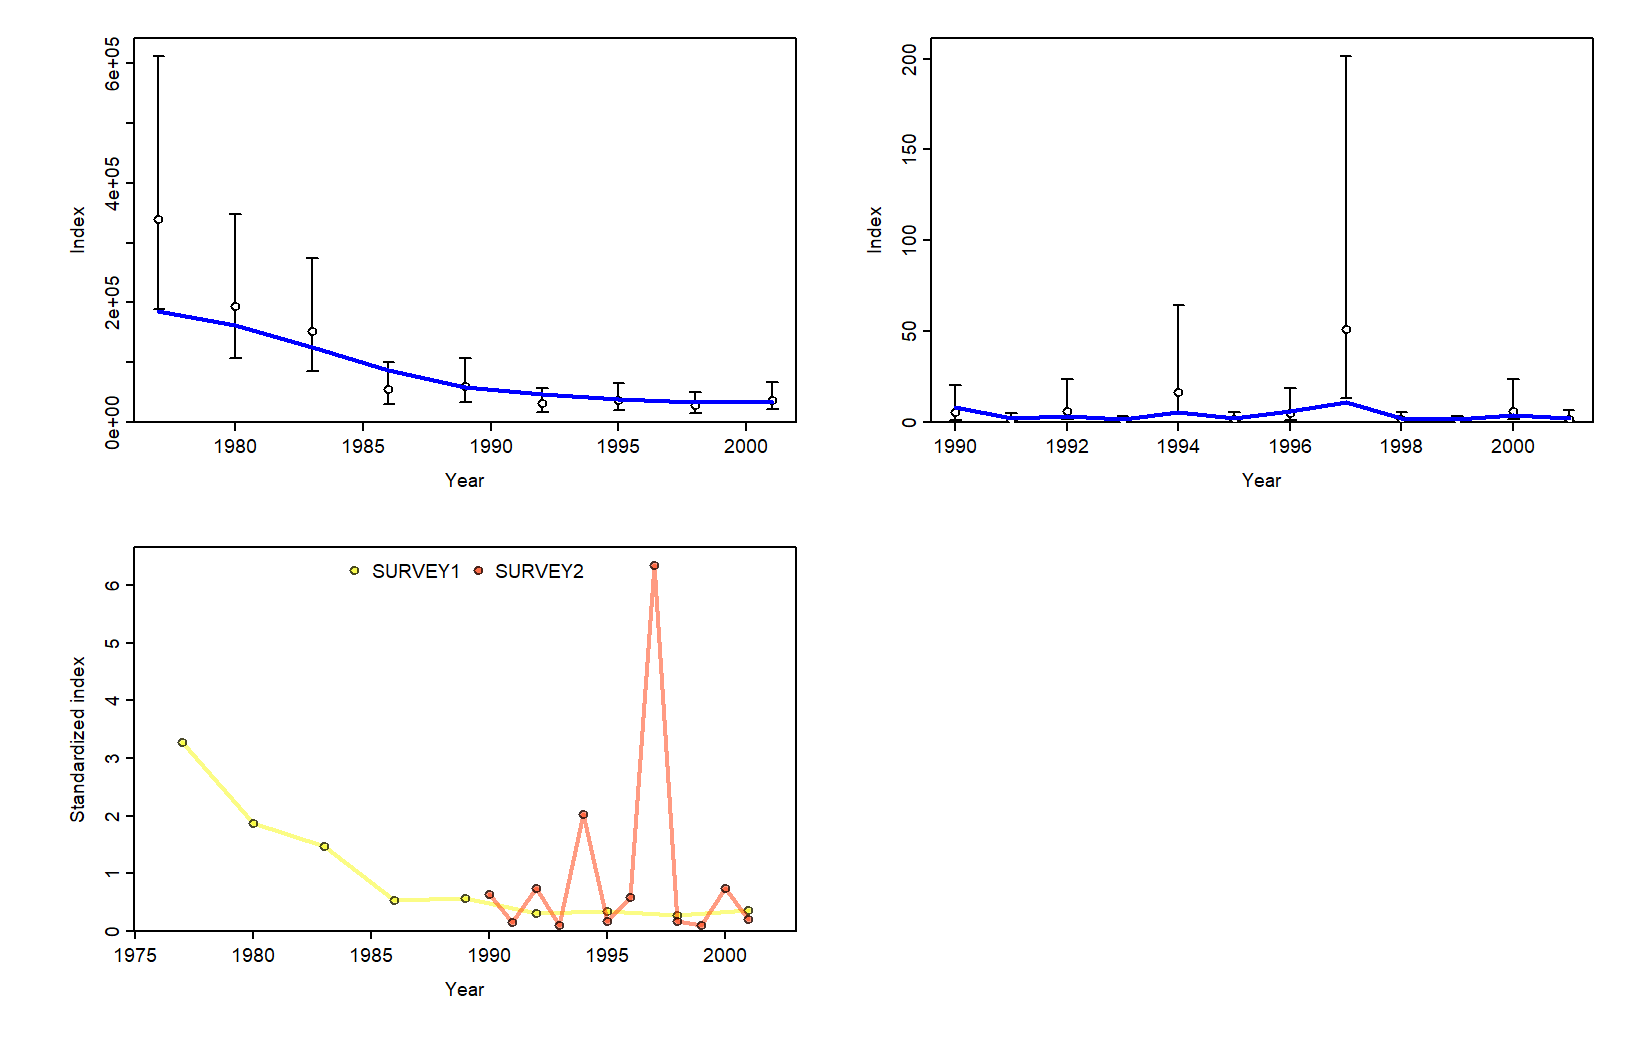 6e+05
4e+05
2e+05
0e+00
Index
1980 1985 1990 1995 2000
Year
200
150
100
50
0
Index
1990 1992 1994 1996 1998 2000
Year
SURVEY1 SURVEY2
6
5
4
3
2
1
0
Standardized index
1975 1980 1985 1990 1995 2000
Year